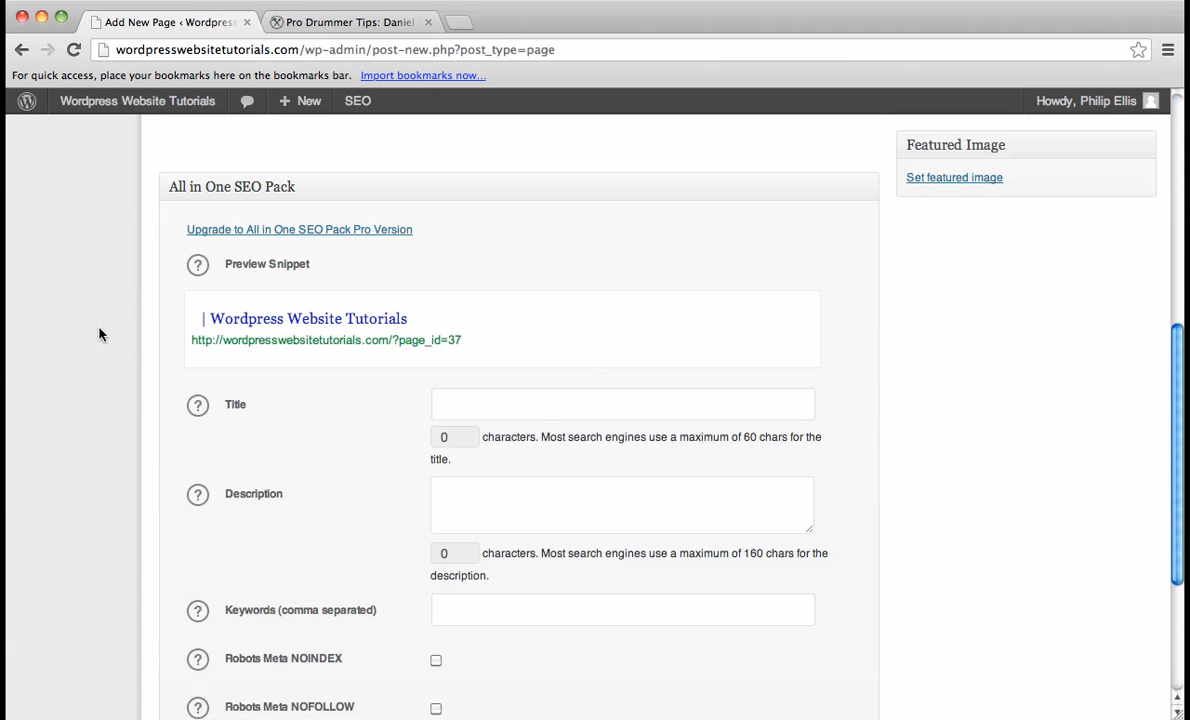 Add New Page ‹ Wordpress
Pro Drummer Tips: Daniel
wordpresswebsitetutorials.com/wp-admin/post-new.php?post_type=page
For quick access, place your bookmarks here on the bookmarks bar. Import bookmarks now...
Wordpress Website Tutorials + New SEO Howdy, Philip Ellis
Featured Image
Set featured image
All in One SEO Pack
Upgrade to All in One SEO Pack Pro Version
? Preview Snippet
| Wordpress Website Tutorials
http://wordpresswebsitetutorials.com/?page_id=37
? Title
0 characters. Most search engines use a maximum of 60 chars for the
title.
? Description
0 characters. Most search engines use a maximum of 160 chars for the
description.
? Keywords (comma separated)
? Robots Meta NOINDEX
? Robots Meta NOFOLLOW